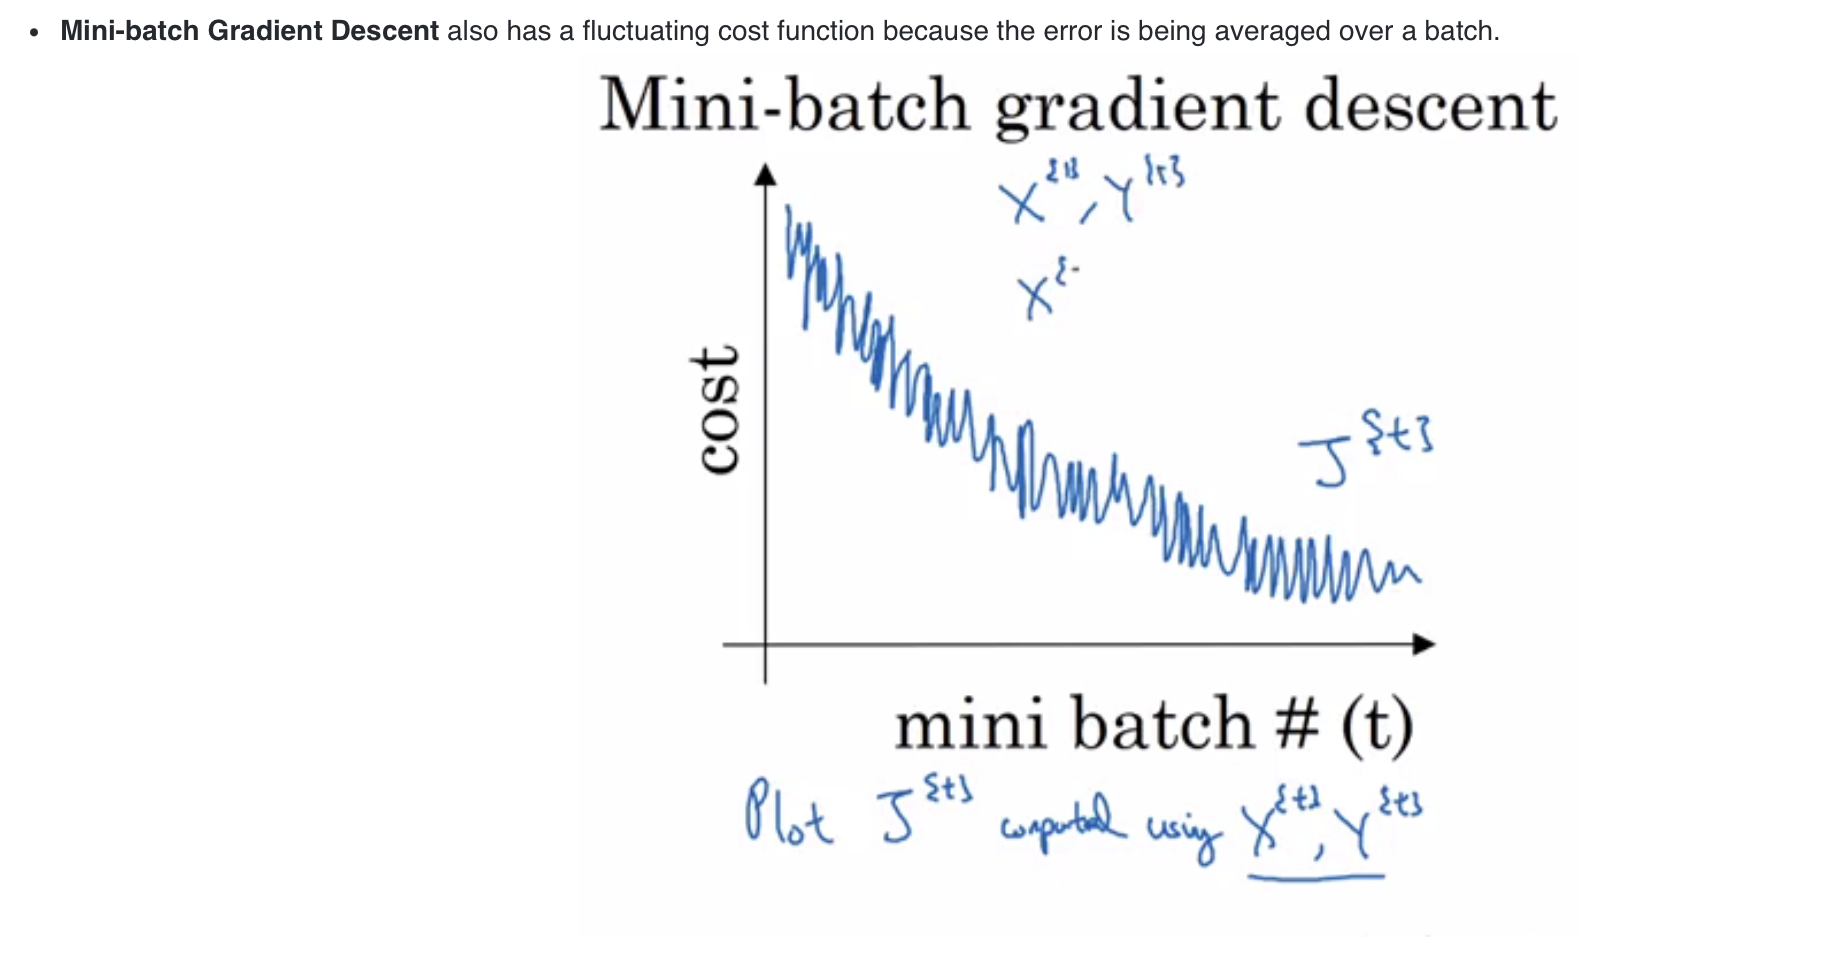 • Mini-batch Gradient Descent also has a fluctuating cost function because the error is being averaged over a batch.
Mini-batch gradient descent
X^{1}, Y^{1}
X^{
cost
J^{t}
mini batch # (t)
Plot J^{t} computed using X^{t}, Y^{t}